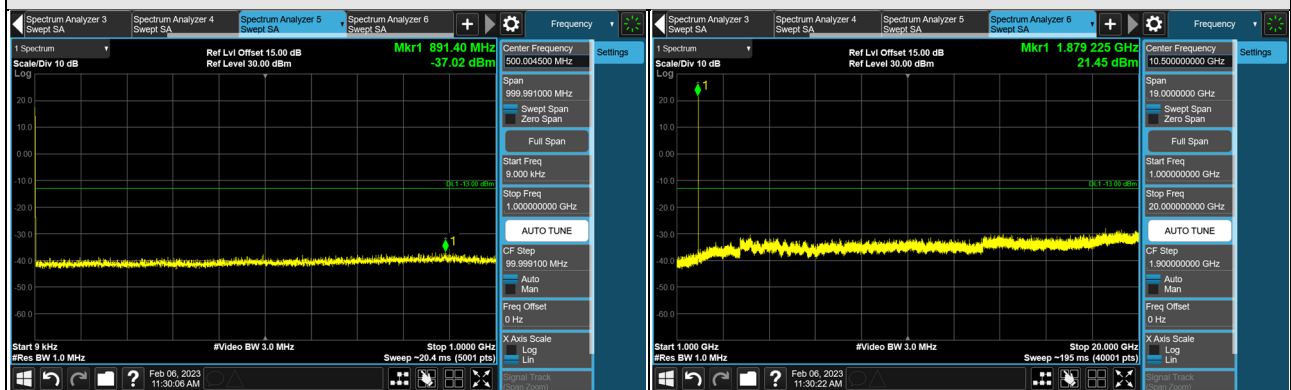 Spectrum Analyzer 3
Swept SA
Spectrum Analyzer 4
Swept SA
Spectrum Analyzer 5
Swept SA
Spectrum Analyzer 6
Swept SA
Frequency
1 Spectrum
Scale/Div 10 dB
Ref Lvl Offset 15.00 dB
Ref Level 30.00 dBm
Mkr1 891.40 MHz
-37.02 dBm
Log
20.0
10.0
0.00
-10.0
-20.0
-30.0
-40.0
-50.0
-60.0
DL1 -13.00 dBm
1
Start 9 kHz
#Res BW 1.0 MHz
#Video BW 3.0 MHz
Stop 1.0000 GHz
Sweep ~20.4 ms (5001 pts)
Center Frequency
500.004500 MHz
Settings
Span
999.991000 MHz
Swept Span
Zero Span
Full Span
Start Freq
9.000 kHz
Stop Freq
1.000000000 GHz
AUTO TUNE
CF Step
99.999100 MHz
Auto
Man
Freq Offset
0 Hz
X Axis Scale
Log
Lin
Signal Track
(Span Zoom)
?
Feb 06, 2023
11:30:06 AM
Spectrum Analyzer 3
Swept SA
Spectrum Analyzer 4
Swept SA
Spectrum Analyzer 5
Swept SA
Spectrum Analyzer 6
Swept SA
Frequency
1 Spectrum
Scale/Div 10 dB
Ref Lvl Offset 15.00 dB
Ref Level 30.00 dBm
Mkr1 1.879 225 GHz
21.45 dBm
Log
20.0
10.0
0.00
-10.0
-20.0
-30.0
-40.0
-50.0
-60.0
DL1 -13.00 dBm
1
Start 1.000 GHz
#Res BW 1.0 MHz
#Video BW 3.0 MHz
Stop 20.000 GHz
Sweep ~195 ms (40001 pts)
Center Frequency
10.50000000 GHz
Settings
Span
19.0000000 GHz
Swept Span
Zero Span
Full Span
Start Freq
1.000000000 GHz
Stop Freq
20.000000000 GHz
AUTO TUNE
CF Step
1.900000000 GHz
Auto
Man
Freq Offset
0 Hz
X Axis Scale
Log
Lin
Signal Track
(Span Zoom)
?
Feb 06, 2023
11:30:22 AM